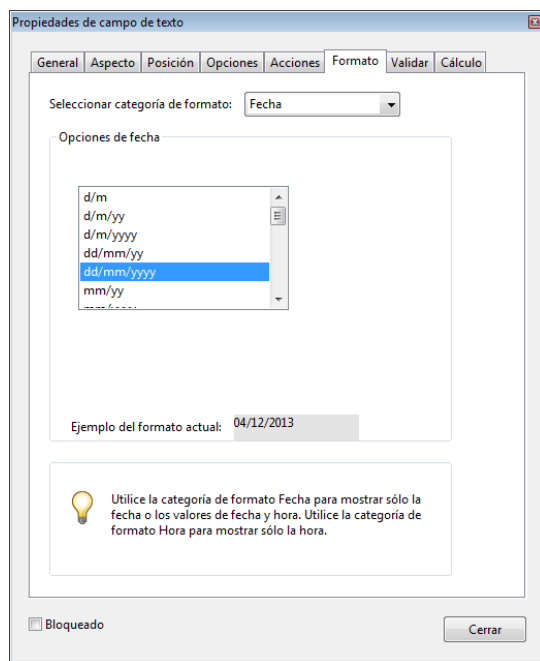 Propiedades de campo de texto
General Aspecto Posición Opciones Acciones Formato Validar Cálculo
Seleccionar categoría de formato: Fecha
Opciones de fecha
d/m
d/m/yy
d/m/yyyy
dd/mm/yy
dd/mm/yyyy
mm/yy
Ejemplo del formato actual: 04/12/2013
Utilice la categoría de formato Fecha para mostrar sólo la
fecha o los valores de fecha y hora. Utilice la categoría de
formato Hora para mostrar sólo la hora.
Bloqueado
Cerrar